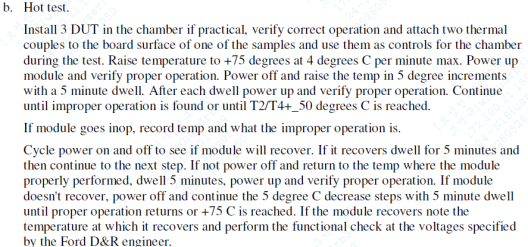 b. Hot test.
Install 3 DUT in the chamber if practical, verify correct operation and attach two thermal
couples to the board surface of one of the samples and use them as controls for the chamber
during the test. Raise temperature to +75 degrees at 4 degrees C per minute max. Power up
module and verify proper operation. Power off and raise the temp in 5 degree increments
with a 5 minute dwell. After each dwell power up and verify proper operation. Continue
until improper operation is found or until T2/T4+_50 degrees C is reached.
If module goes inop, record temp and what the improper operation is.
Cycle power on and off to see if module will recover. If it recovers dwell for 5 minutes and
then continue to the next step. If not power off and return to the temp where the module
properly performed, dwell 5 minutes, power up and verify proper operation. If module
doesn't recover, power off and continue the 5 degree C decrease steps with 5 minute dwell
until proper operation returns or +75 C is reached. If the module recovers note the
temperature at which it recovers and perform the functional check at the voltages specified
by the Ford D&R engineer.